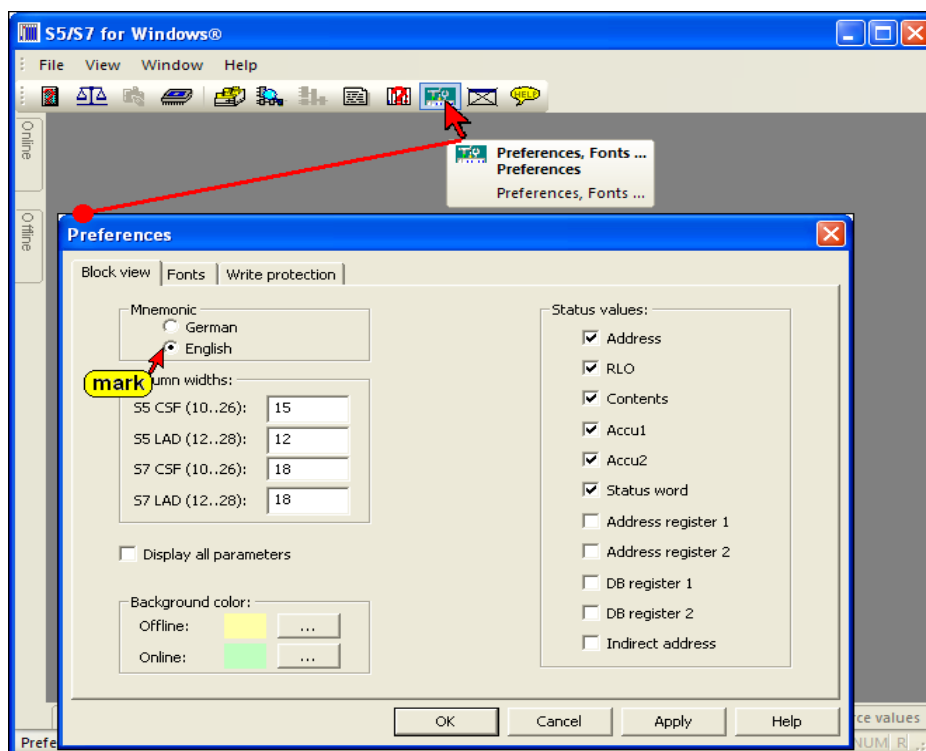 S5/S7 for Windows®
File View Window Help
HELP
Online
Offline
Preferences, Fonts ...
Preferences
Preferences, Fonts ...
Preferences
Block view Fonts Write protection
Mnemonic
German
English
mark
umn widths:
S5 CSF (10..26): 15
S5 LAD (12..28): 12
S7 CSF (10..26): 18
S7 LAD (12..28): 18
Display all parameters
Background color:
Offline: ...
Online: ...
Status values:
Address
RLO
Contents
Accu1
Accu2
Status word
Address register 1
Address register 2
DB register 1
DB register 2
Indirect address
OK Cancel Apply Help
rce values
Prefe NUM R